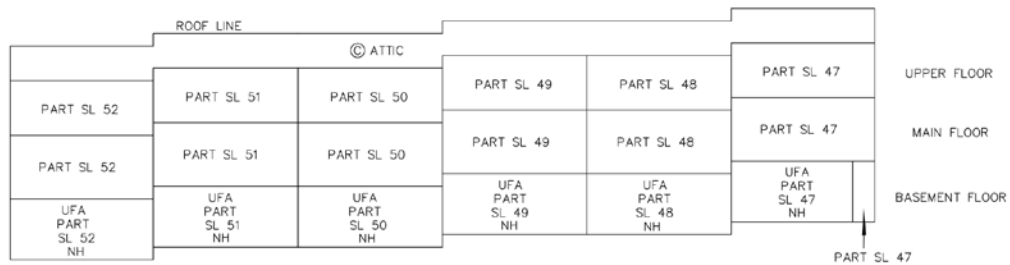 ROOF LINE
© ATTIC
PART SL 52
PART SL 51
PART SL 50
PART SL 49
PART SL 48
PART SL 47
UPPER FLOOR
PART SL 52
PART SL 51
PART SL 50
PART SL 49
PART SL 48
PART SL 47
MAIN FLOOR
UFA
PART
SL 52
NH
UFA
PART
SL 51
NH
UFA
PART
SL 50
NH
UFA
PART
SL 49
NH
UFA
PART
SL 48
NH
UFA
PART
SL 47
NH
BASEMENT FLOOR
PART SL 47